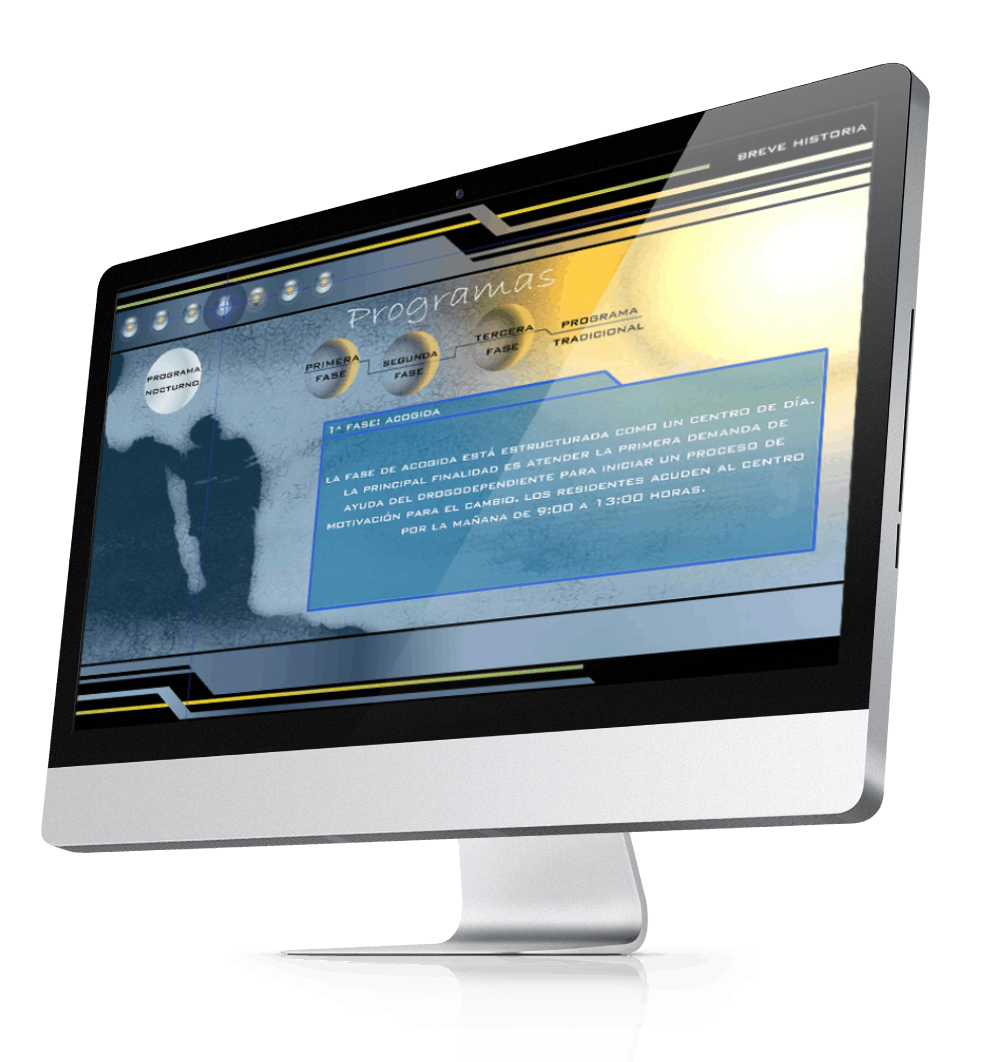 BREVE HISTORIA
Programas
PROGRAMA
NOCTURNO
PRIMERA
FASE
SEGUNDA
FASE
TERCERA
FASE
PROGRAMA
TRADICIONAL
1ª FASE: ACOGIDA
LA FASE DE ACOGIDA ESTÁ ESTRUCTURADA COMO UN CENTRO DE DÍA.
LA PRINCIPAL FINALIDAD ES ATENDER LA PRIMERA DEMANDA DE
AYUDA DEL DROGODEPENDIENTE PARA INICIAR UN PROCESO DE
MOTIVACIÓN PARA EL CAMBIO. LOS RESIDENTES ACUDEN AL CENTRO
POR LA MAÑANA DE 9:00 A 13:00 HORAS.